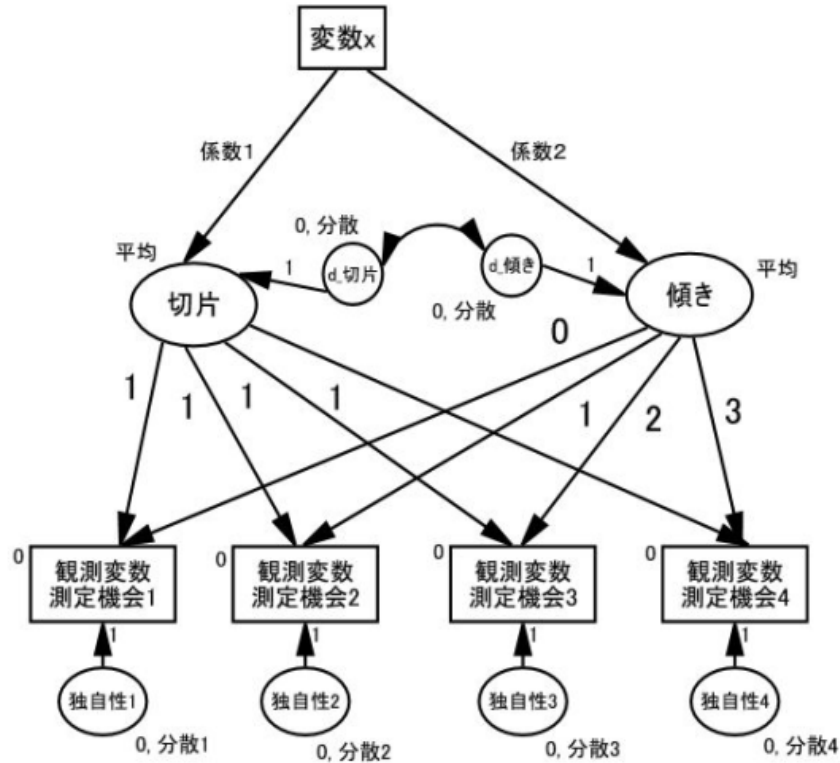 変数x
係数1
係数2
0, 分散
平均
1
d_切片
d_傾き
1
平均
切片
0, 分散
傾き
0
1
1
1
1
1
2
3
0
観測変数
測定機会1
0
観測変数
測定機会2
0
観測変数
測定機会3
0
観測変数
測定機会4
1
1
1
1
独自性1
独自性2
独自性3
独自性4
0, 分散1
0, 分散2
0, 分散3
0, 分散4